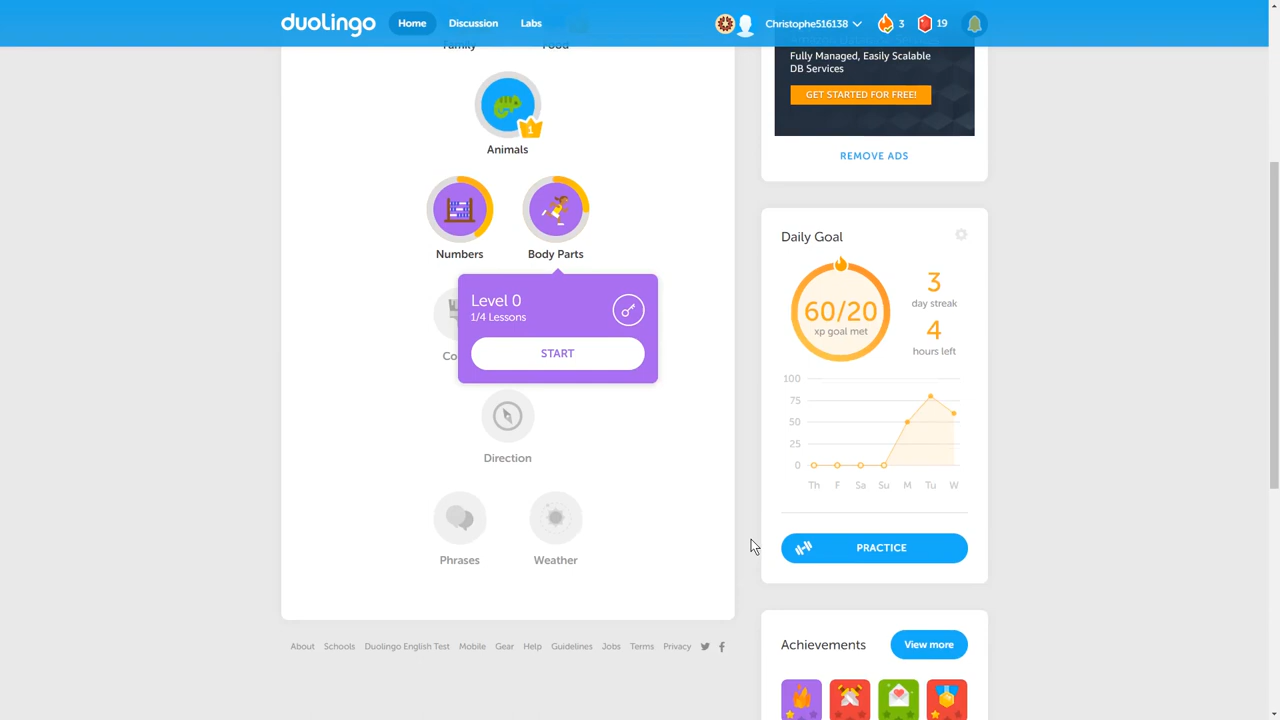 duolingo
Home
Discussion
Labs
Christophe516138
3
19
Family
Food
1
Animals
Numbers
Body Parts
Level 0
1/4 Lessons
START
Co
Direction
Phrases
Weather
About
Schools
Duolingo English Test
Mobile
Gear
Help
Guidelines
Jobs
Terms
Privacy
Fully Managed, Easily Scalable
DB Services
GET STARTED FOR FREE!
REMOVE ADS
Daily Goal
60/20
xp goal met
3
day streak
4
hours left
100
75
50
25
0
Th
F
Sa
Su
M
Tu
W
PRACTICE
Achievements
View more